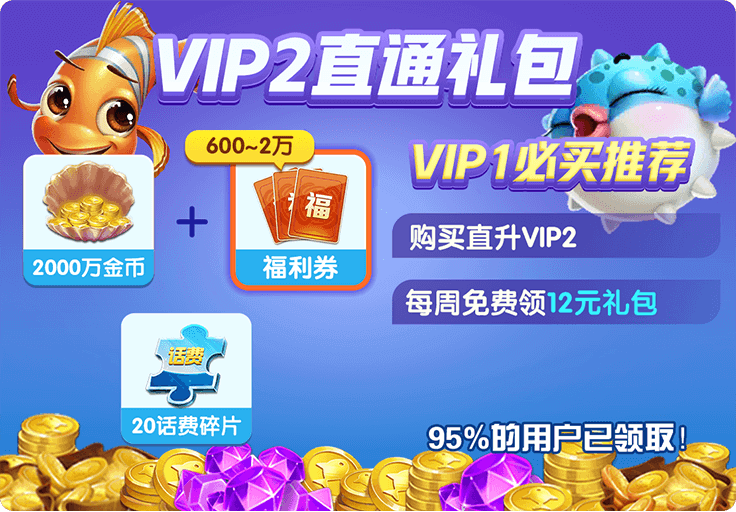 VIP2直通礼包
600~2万
VIP1必买推荐
福
福
2000万金币
+
福利券
购买直升VIP2
每周免费领12元礼包
话费
20话费碎片
95%的用户已领取!